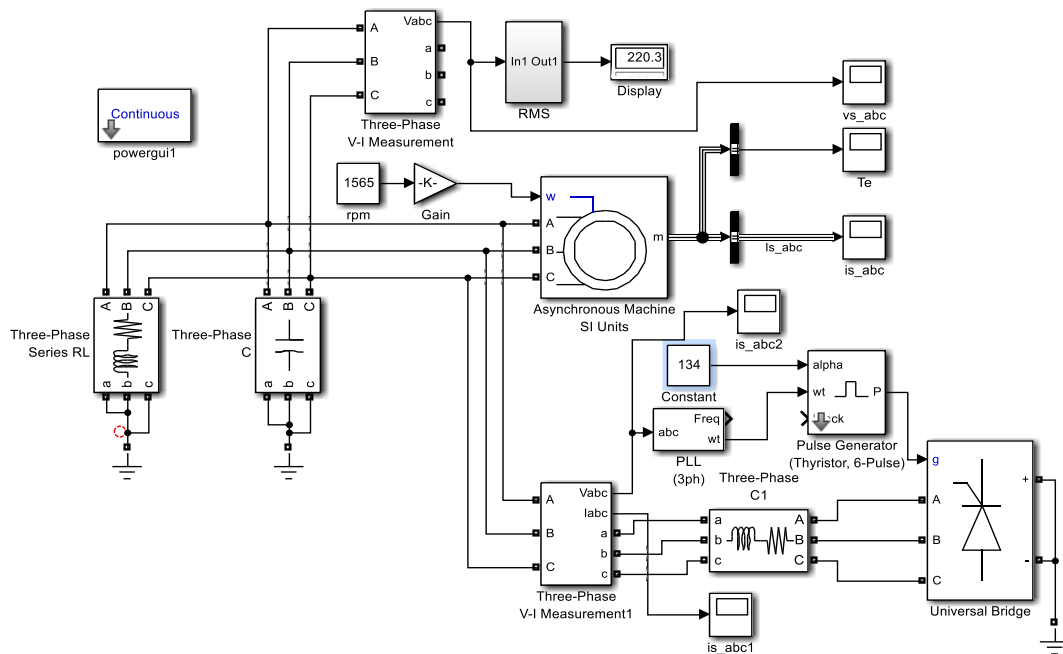 Vabc
A
a
B
b
C
c
Three-Phase
V-I Measurement
In1 Out1
RMS
220.3
Display
vs_abc
Continuous
powergui1
1565
rpm
-K-
Gain
w
A
B
C
m
Asynchronous Machine
SI Units
Te
Is_abc
is_abc
A B C
Three-Phase
Series RL
a b c
A B C
Three-Phase
C
a b c
is_abc2
134
Constant
alpha
wt
P
Pulse Generator
(Thyristor, 6-Pulse)
abc
Freq
wt
PLL
(3ph)
Three-Phase
C1
Vabc
Iabc
A
a
B
b
C
c
Three-Phase
V-I Measurement1
a
A
b
B
c
C
g
A
B
C
+
-
Universal Bridge
is_abc1